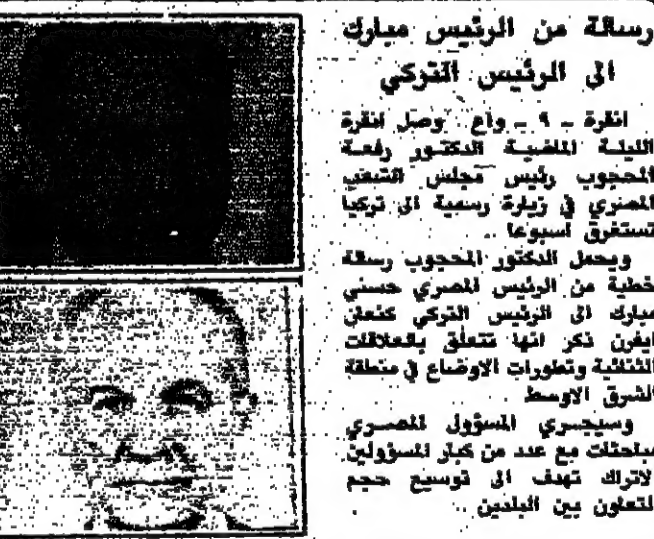 رسالة من الرئيس مبارك
الى الرئيس التركي
انقرة ـ ٩ ـ واع . وصل انقرة
الليلة الماضية الدكتور رفعة
المحجوب رئيس مجلس الشعب
المصري في زيارة رسمية الى تركيا
تستغرق اسبوعا ..
ويحمل الدكتور المحجوب رسالة
خطية من الرئيس المصري حسني
مبارك الى الرئيس التركي كنعان
ايفرن ذكر انها تتعلق بالعلاقات
الثنائية وتطورات الاوضاع في منطقة
الشرق الاوسط .
وسيجري المسؤول المصري
مباحثات مع عدد من كبار المسؤولين
لاتراك تهدف الى توسيع حجم
لتعاون بين البلدين ..